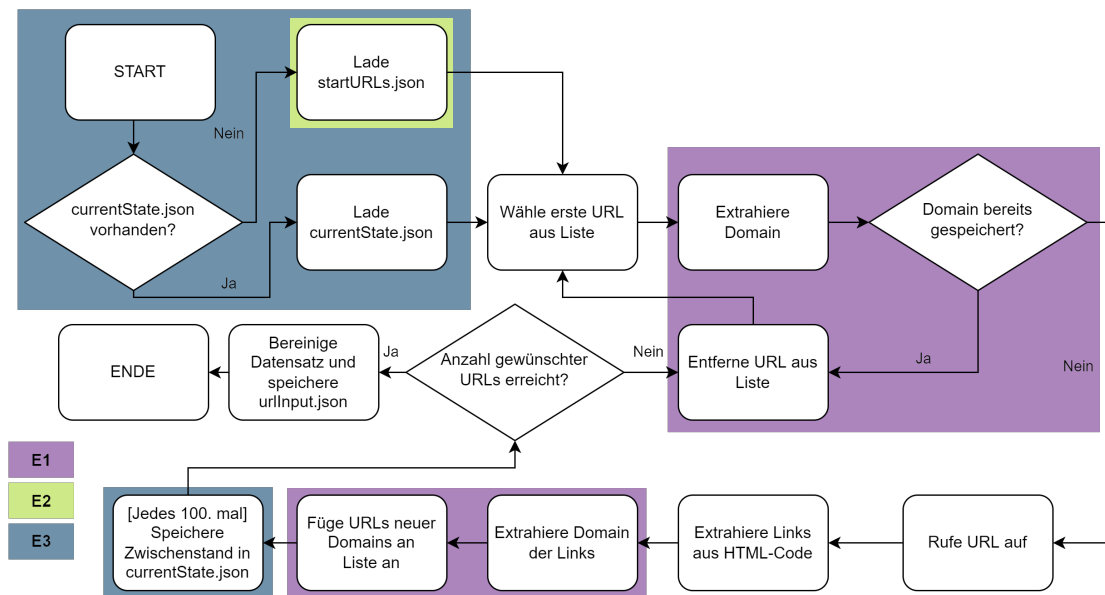 START
Nein
Lade
startURLs.json
currentState.json
vorhanden?
Ja
Lade
currentState.json
Wähle erste URL
aus Liste
Extrahiere
Domain
Domain bereits
gespeichert?
Ja
Nein
Entferne URL aus
Liste
Nein
Anzahl gewünschter
URLs erreicht?
Ja
Bereinige
Datensatz und
speichere
urlInput.json
ENDE
E1
E2
E3
[Jedes 100. mal]
Speichere
Zwischenstand in
currentState.json
Füge URLs neuer
Domains an
Liste an
Extrahiere Domain
der Links
Extrahiere Links
aus HTML-Code
Rufe URL auf